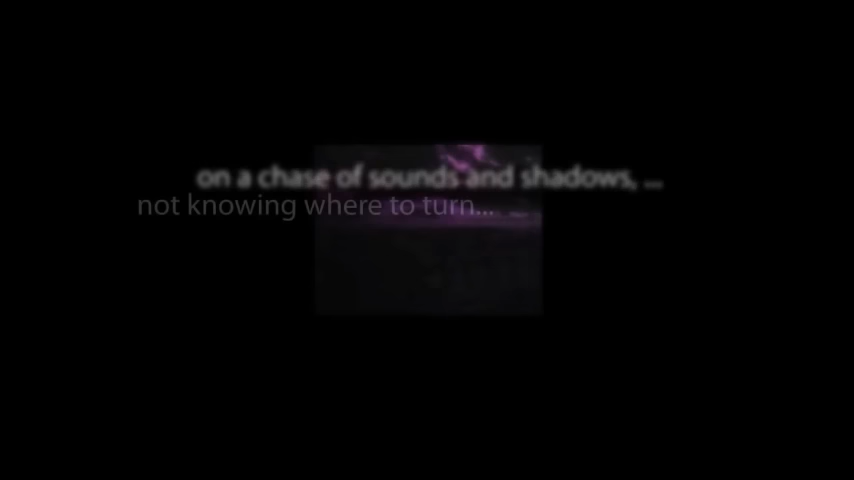 on a chase of sounds and shadows, ...
not knowing where to turn...